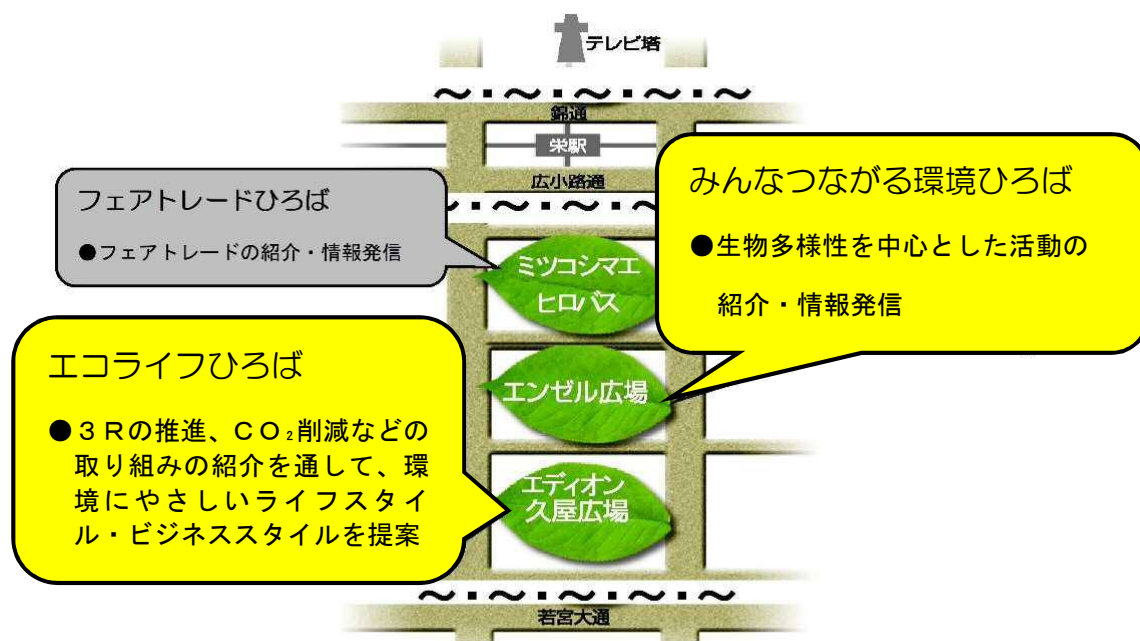 テレビ塔
錦通
栄駅
広小路通
フェアトレードひろば
●フェアトレードの紹介・情報発信
みんなつながる環境ひろば
●生物多様性を中心とした活動の
紹介・情報発信
ミツコシマエ
ヒロバス
エコライフひろば
●３Ｒの推進、ＣＯ₂削減などの
取り組みの紹介を通して、環
境にやさしいライフスタイ
ル・ビジネススタイルを提案
エンゼル広場
エディオン
久屋広場
若宮大通